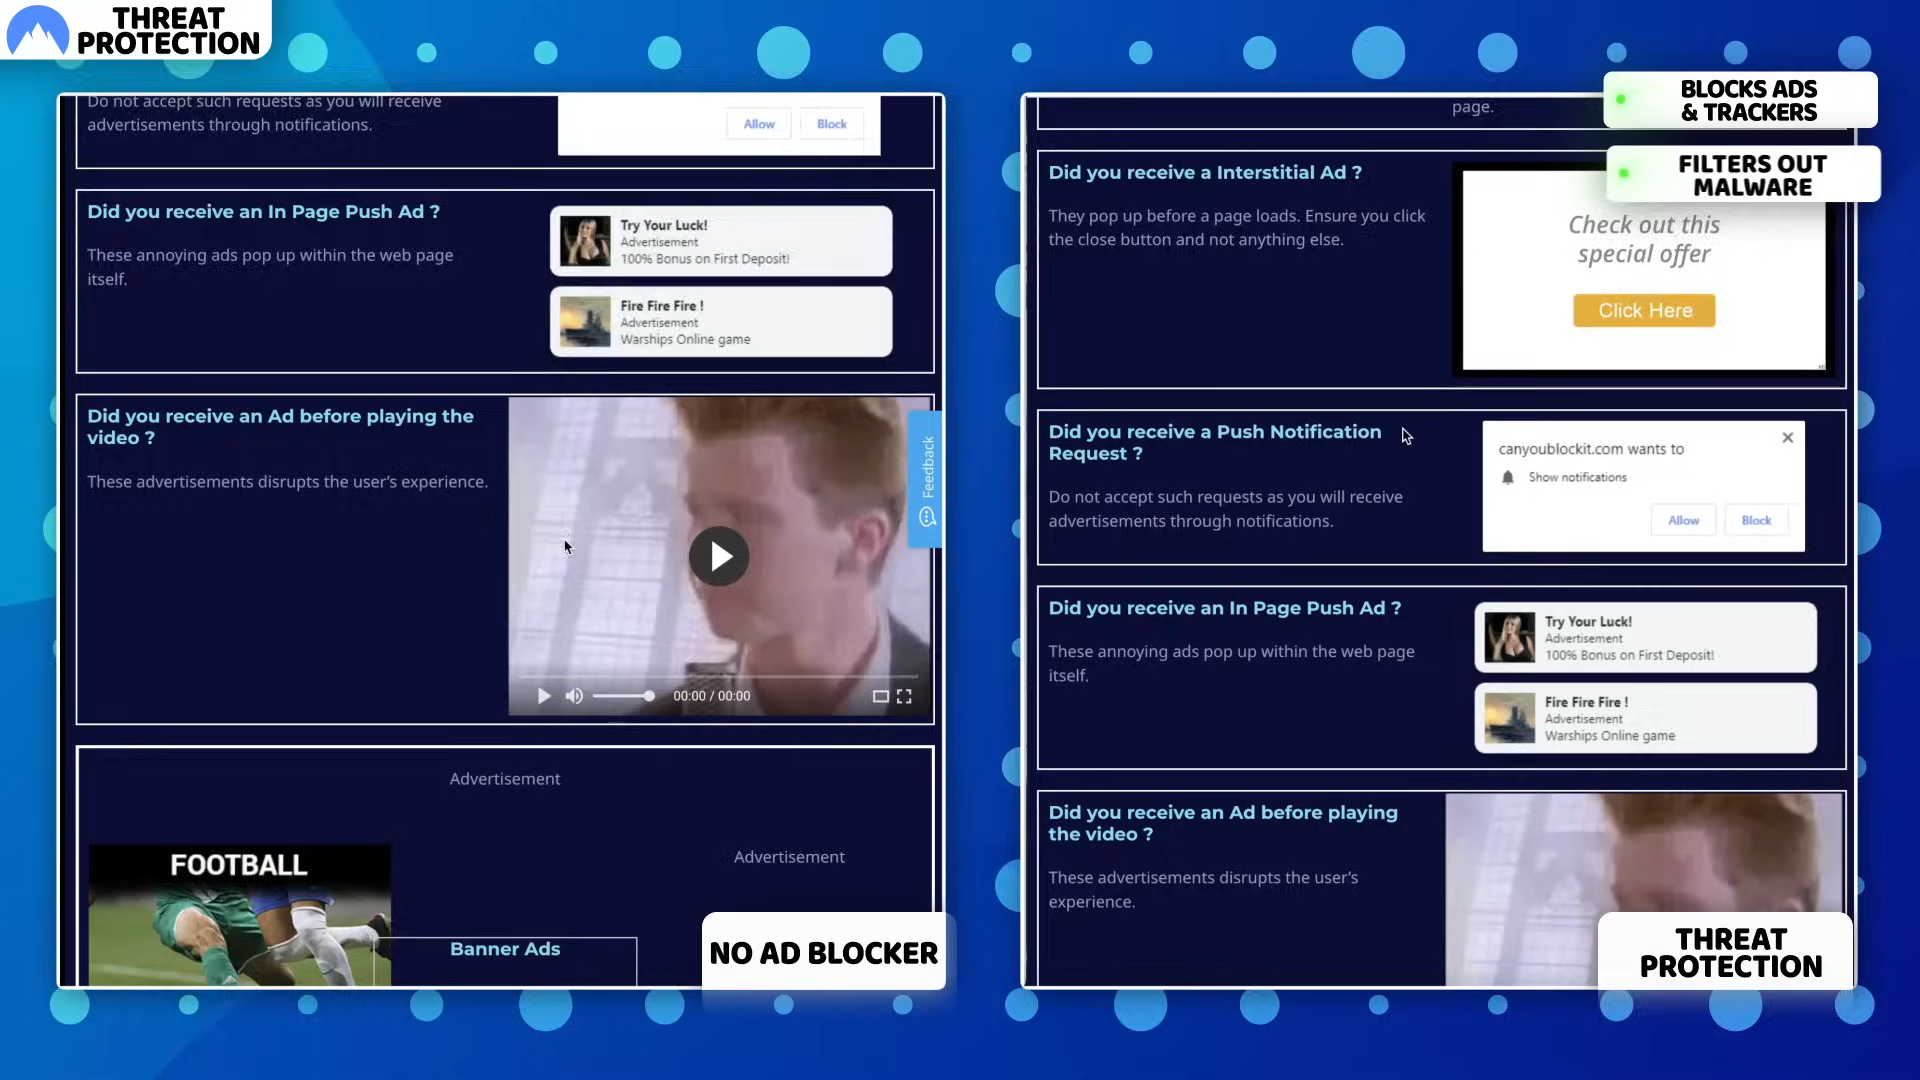 THREAT
PROTECTION
Do not accept such requests as you will receive
advertisements through notifications.
Allow
Block
Did you receive an In Page Push Ad ?
These annoying ads pop up within the web page
itself.
Try Your Luck!
Advertisement
100% Bonus on First Deposit!
Fire Fire Fire !
Advertisement
Warships Online game
Did you receive an Ad before playing the
video ?
These advertisements disrupts the user's experience.
Feedback
00:00 / 00:00
Advertisement
Advertisement
FOOTBALL
Banner Ads
NO AD BLOCKER
page.
BLOCKS ADS
& TRACKERS
FILTERS OUT
MALWARE
Did you receive a Interstitial Ad ?
They pop up before a page loads. Ensure you click
the close button and not anything else.
Check out this
special offer
Click Here
Did you receive a Push Notification
Request ?
Do not accept such requests as you will receive
advertisements through notifications.
canyoublockit.com wants to
Show notifications
Allow
Block
Did you receive an In Page Push Ad ?
These annoying ads pop up within the web page
itself.
Try Your Luck!
Advertisement
100% Bonus on First Deposit!
Fire Fire Fire !
Advertisement
Warships Online game
Did you receive an Ad before playing
the video ?
These advertisements disrupts the user's
experience.
THREAT
PROTECTION